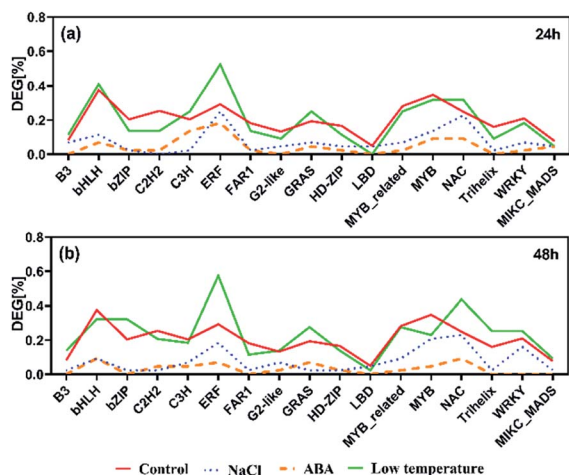 (a)
24h
DEG[%]
0.8
0.6
0.4
0.2
0.0
B3
bHLH
bZIP
C2H2
C3H
ERF
FAR1
G2-like
GRAS
HD-ZIP
LBD
MYB_related
MYB
NAC
Trihelix
WRKY
MIKC_MADS
(b)
48h
DEG[%]
0.8
0.6
0.4
0.2
0.0
B3
bHLH
bZIP
C2H2
C3H
ERF
FAR1
G2-like
GRAS
HD-ZIP
LBD
MYB_related
MYB
NAC
Trihelix
WRKY
MIKC_MADS
Control NaCl ABA Low temperature